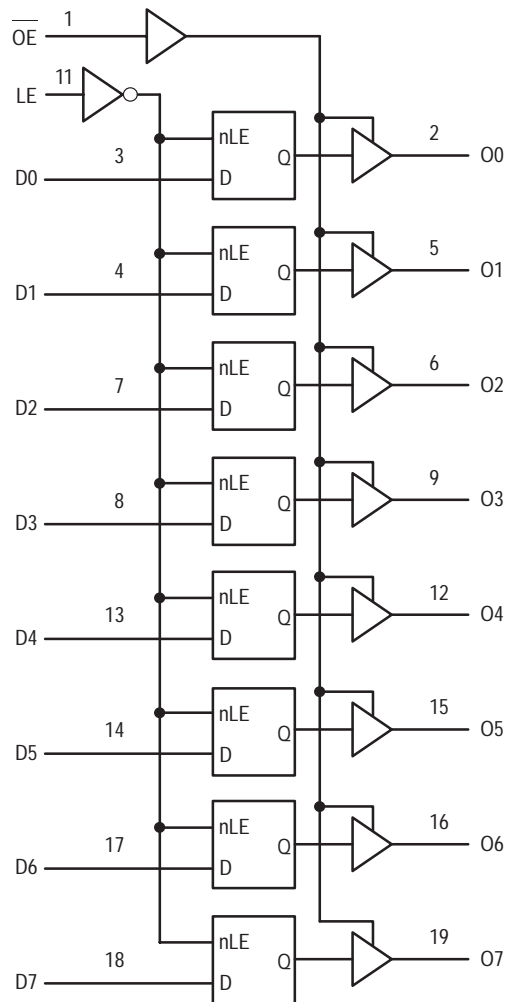 O̅E̅ 1
LE 11
nLE
3 Q 2 O0
D0 D
nLE
4 Q 5 O1
D1 D
nLE
7 Q 6 O2
D2 D
nLE
8 Q 9 O3
D3 D
nLE
13 Q 12 O4
D4 D
nLE
14 Q 15 O5
D5 D
nLE
17 Q 16 O6
D6 D
nLE
18 Q 19 O7
D7 D